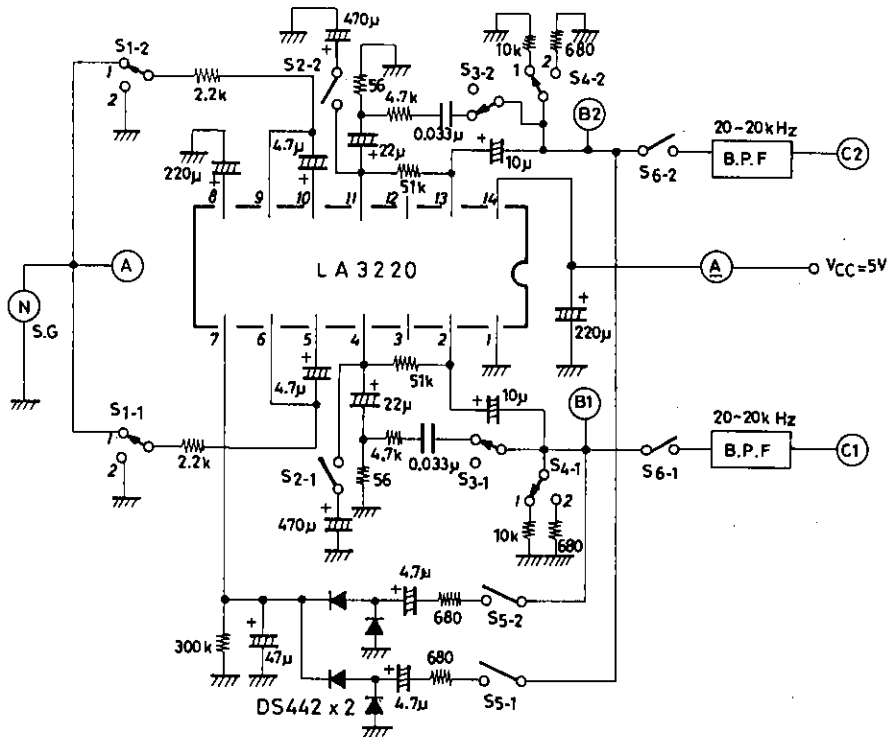 470μ
+
S1-2
1
2
2.2k
S2-2
56
4.7k
0.033μ
S3-2
10k
680
1
2
S4-2
B2
20~20kHz
B.P.F
C2
S6-2
220μ
+
4.7μ
+
22μ
+
51k
+
10μ
8
9
10
11
12
13
14
LA3220
A
A
VCC=5V
N
S.G
7
6
5
4
3
2
1
+
220μ
+
4.7μ
51k
+
22μ
+
10μ
B1
S1-1
1
2
2.2k
S2-1
4.7k
0.033μ
S3-1
56
S4-1
1
2
10k
680
S6-1
20~20kHz
B.P.F
C1
470μ
+
300k
+
47μ
4.7μ
+
680
S5-2
+
4.7μ
680
S5-1
DS442 x 2